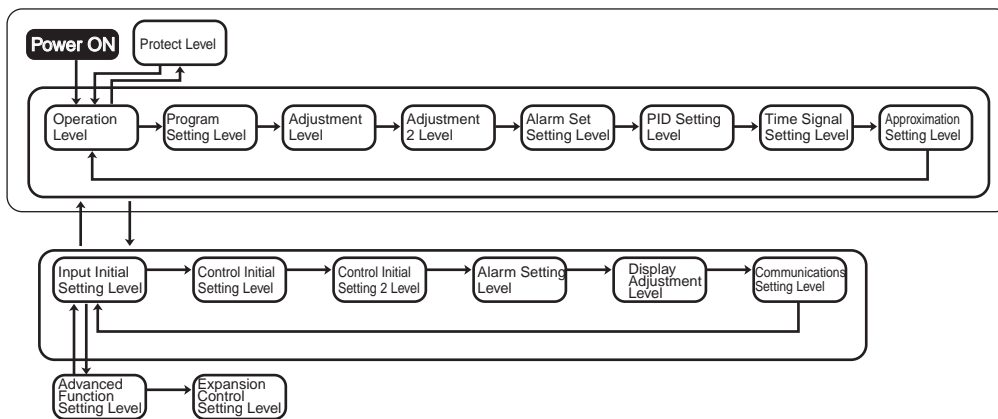 Power ON
Protect Level
Operation
Level
Program
Setting Level
Adjustment
Level
Adjustment
2 Level
Alarm Set
Setting Level
PID Setting
Level
Time Signal
Setting Level
Approximation
Setting Level
Input Initial
Setting Level
Control Initial
Setting Level
Control Initial
Setting 2 Level
Alarm Setting
Level
Display
Adjustment
Level
Communications
Setting Level
Advanced
Function
Setting Level
Expansion
Control
Setting Level